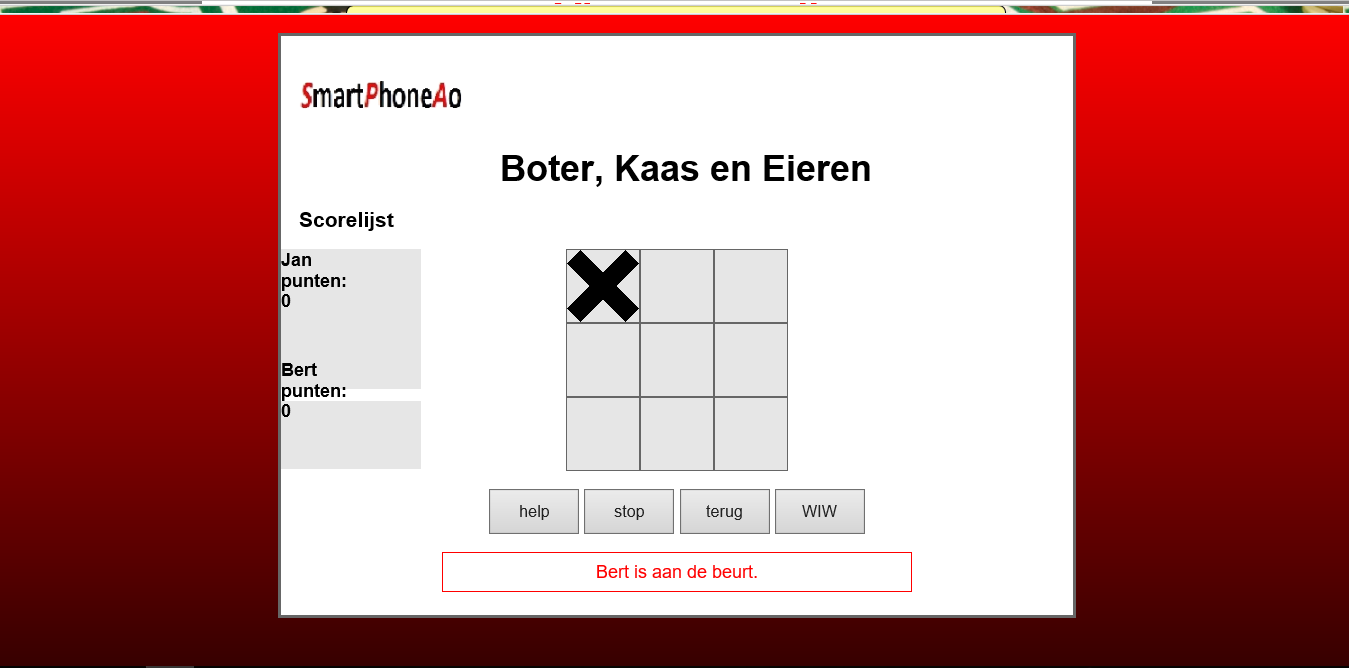 SmartPhoneAo
Boter, Kaas en Eieren
Scorelijst
Jan
punten:
0
Bert
punten:
0
help
stop
terug
WIW
Bert is aan de beurt.